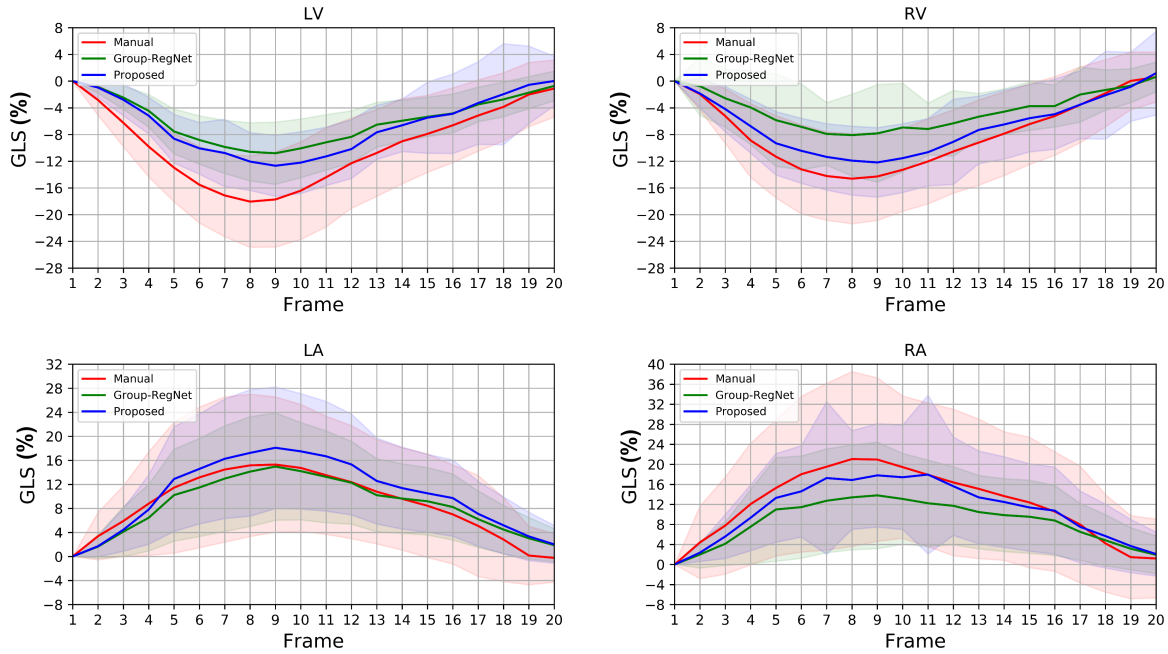 LV
8
4
0
−4
−8
−12
−16
−20
−24
−28
GLS (%)
Manual
Group-RegNet
Proposed
1 2 3 4 5 6 7 8 9 10 11 12 13 14 15 16 17 18 19 20
Frame
RV
8
4
0
−4
−8
−12
−16
−20
−24
−28
GLS (%)
Manual
Group-RegNet
Proposed
1 2 3 4 5 6 7 8 9 10 11 12 13 14 15 16 17 18 19 20
Frame
LA
32
28
24
20
16
12
8
4
0
−4
−8
GLS (%)
Manual
Group-RegNet
Proposed
1 2 3 4 5 6 7 8 9 10 11 12 13 14 15 16 17 18 19 20
Frame
RA
40
36
32
28
24
20
16
12
8
4
0
−4
−8
GLS (%)
Manual
Group-RegNet
Proposed
1 2 3 4 5 6 7 8 9 10 11 12 13 14 15 16 17 18 19 20
Frame